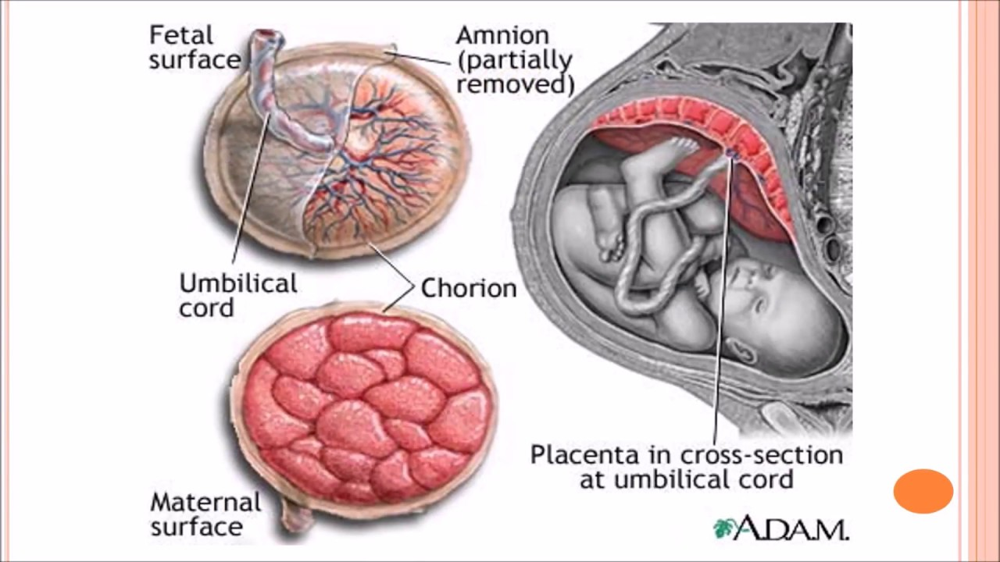 Fetal
surface
Amnion
(partially
removed)
Umbilical
cord
Chorion
Maternal
surface
Placenta in cross-section
at umbilical cord
A.D.A.M.